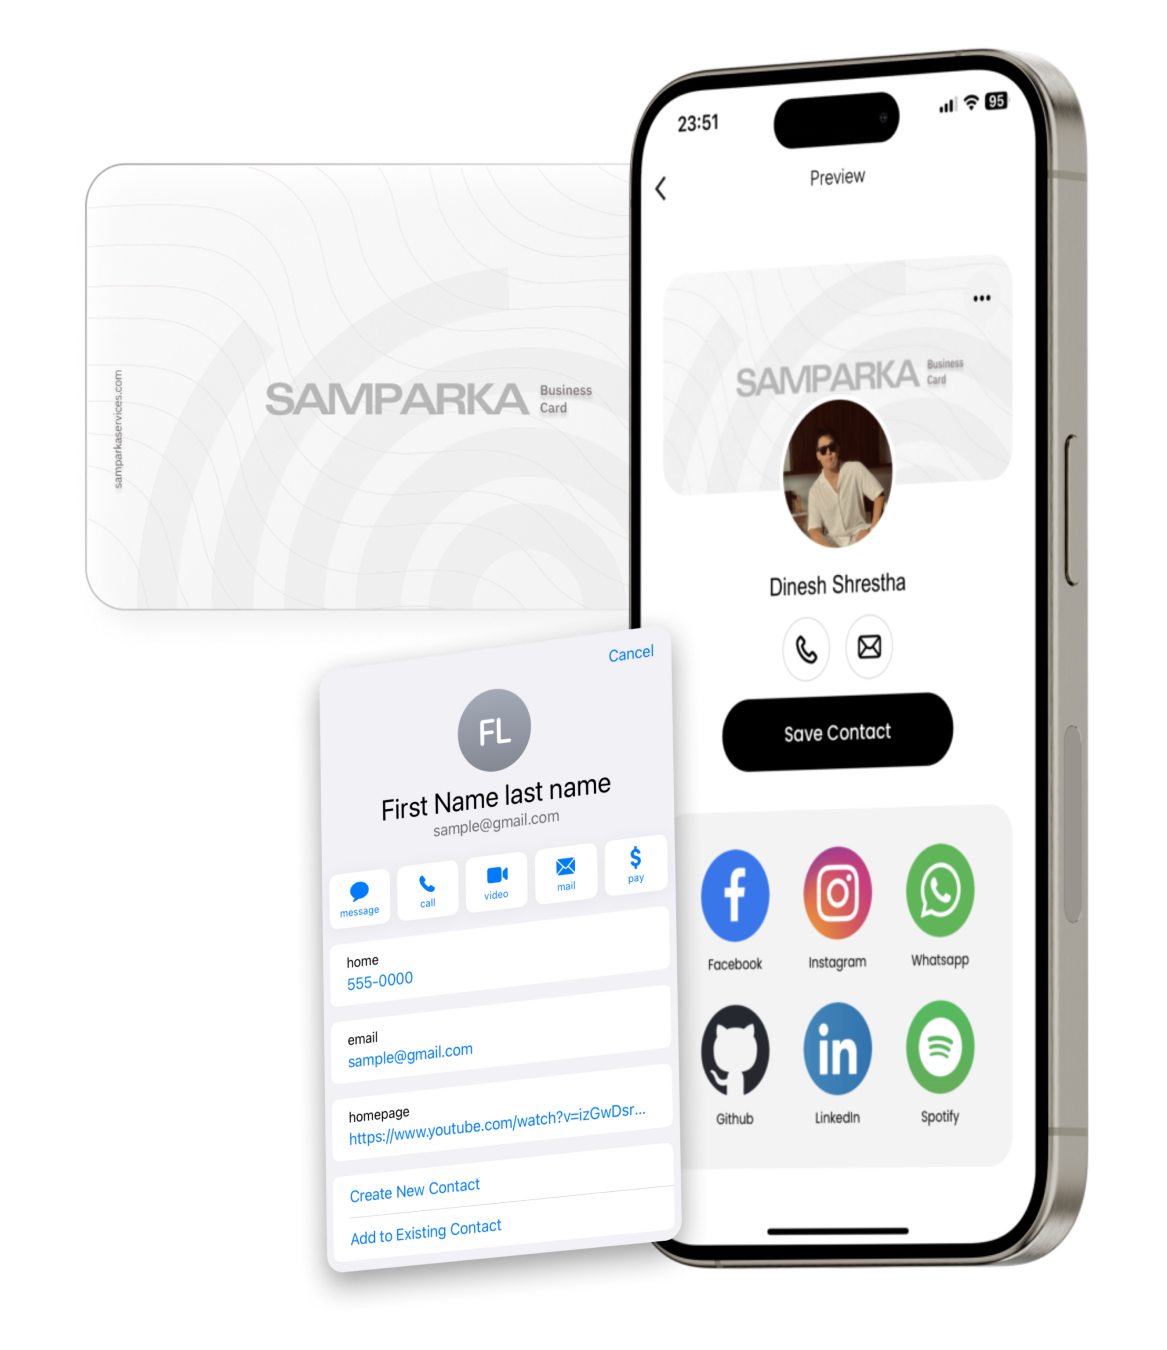 samparkaservices.com
SAMPARKA
Business
Card
23:51
95
Preview
SAMPARKA
Business
Card
Dinesh Shrestha
Save Contact
Facebook
Instagram
Whatsapp
Github
in
LinkedIn
Spotify
Cancel
FL
First Name last name
sample@gmail.com
message
call
video
mail
$
pay
home
555-0000
email
sample@gmail.com
homepage
https://www.youtube.com/watch?v=izGwDsr...
Create New Contact
Add to Existing Contact